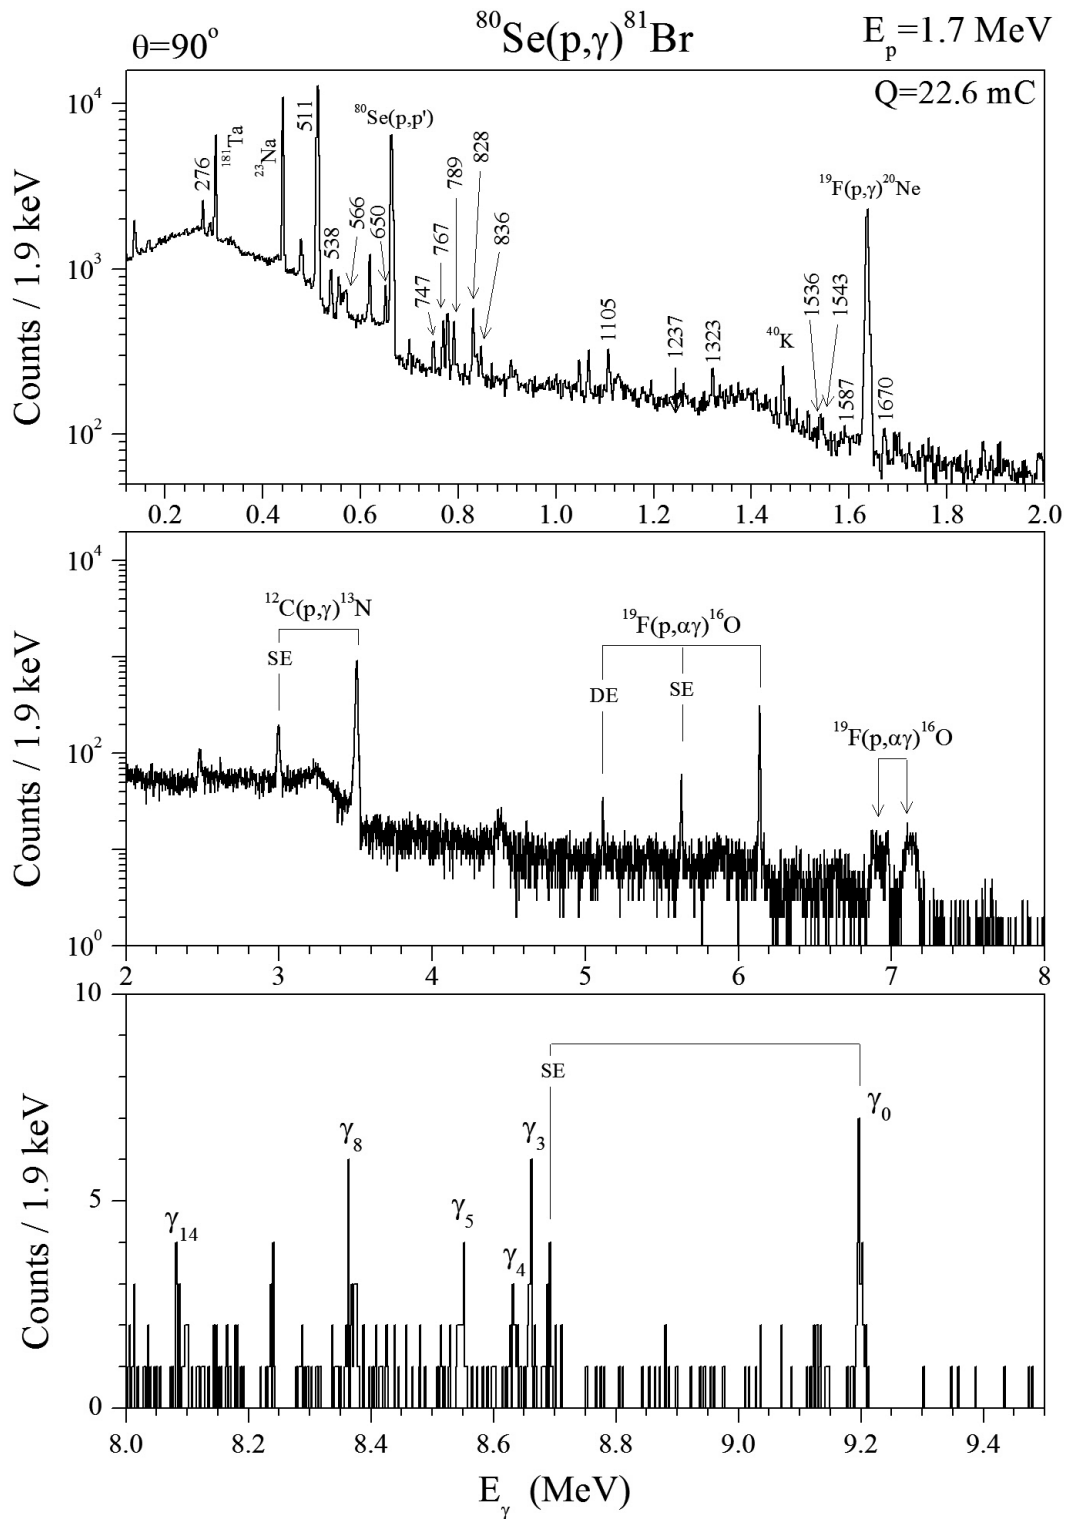 θ=90° ⁸⁰Se(p,γ)⁸¹Br E_p=1.7 MeV
Q=22.6 mC
Counts / 1.9 keV
10⁴
10³
10²
276
¹⁸¹Ta
²³Na
511
⁸⁰Se(p,p')
538
566
650
747
767
789
828
836
1105
1237
1323
⁴⁰K
1536
1543
1587
¹⁹F(p,γ)²⁰Ne
1670
0.2 0.4 0.6 0.8 1.0 1.2 1.4 1.6 1.8 2.0
Counts / 1.9 keV
10⁴
10²
10⁰
¹²C(p,γ)¹³N
SE
¹⁹F(p,αγ)¹⁶O
DE
SE
¹⁹F(p,αγ)¹⁶O
2 3 4 5 6 7 8
Counts / 1.9 keV
10
5
0
γ₁₄
γ₈
γ₅
γ₄
γ₃
SE
γ₀
8.0 8.2 8.4 8.6 8.8 9.0 9.2 9.4
E_γ (MeV)